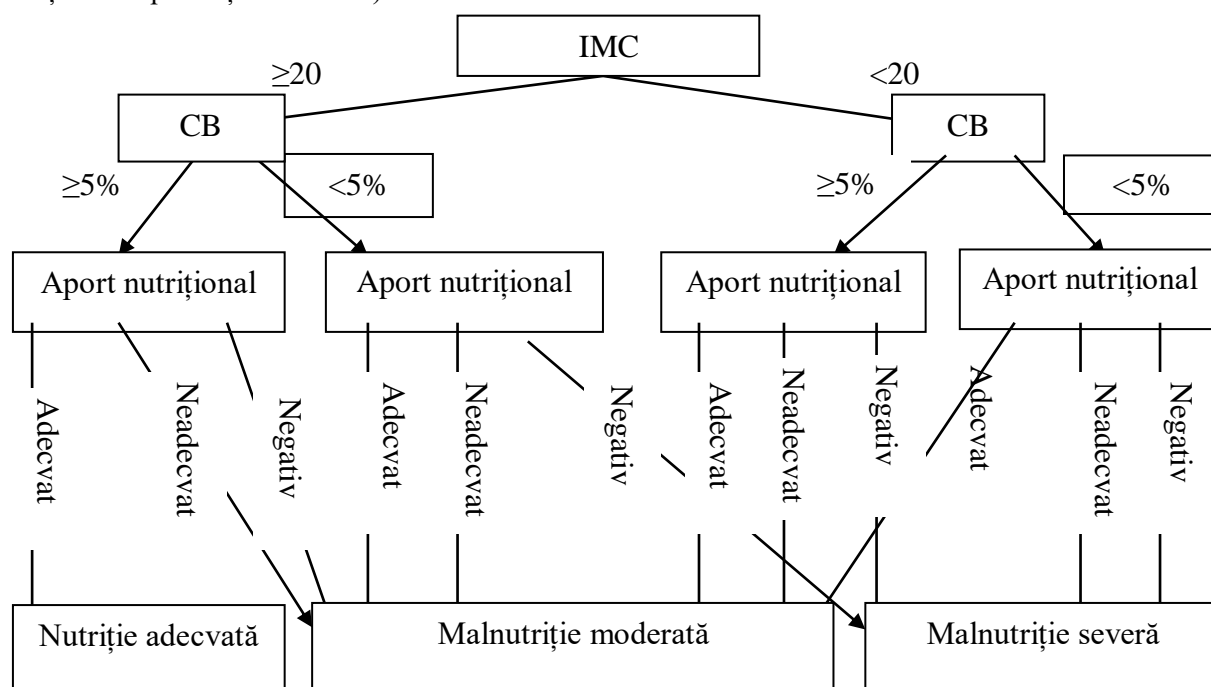 IMC
≥20
<20
CB
CB
≥5%
<5%
≥5%
<5%
Aport nutrițional
Aport nutrițional
Aport nutrițional
Aport nutrițional
Adecvat
Neadecvat
Negativ
Adecvat
Neadecvat
Negativ
Adecvat
Neadecvat
Negativ
Adecvat
Neadecvat
Negativ
Nutriție adecvată
Malnutriție moderată
Malnutriție severă